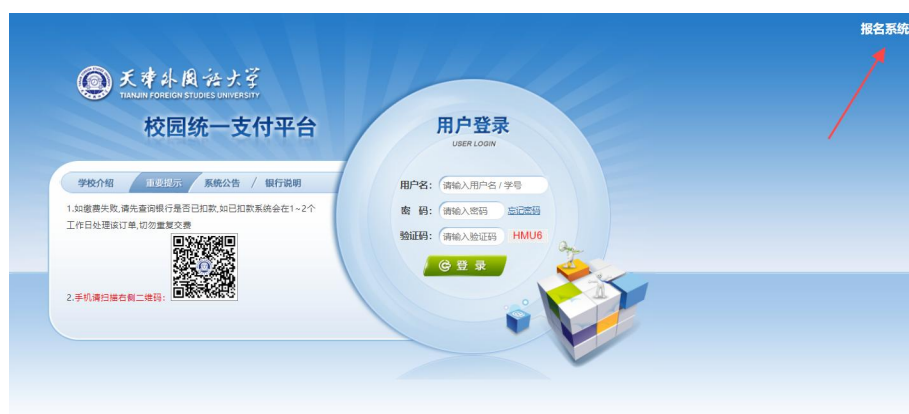 报名系统
天津外国语大学
TIANJIN FOREIGN STUDIES UNIVERSITY
校园统一支付平台
用户登录
USER LOGIN
学校介绍 重要提示 系统公告 / 银行说明
1.如缴费失败,请先查询银行是否已扣款,如已扣款系统会在1~2个
工作日处理该订单,切勿重复交费
2.手机请扫描右侧二维码:
用户名: 请输入用户名 / 学号
密 码: 请输入密码 忘记密码
验证码: 请输入验证码 HMU6
登 录